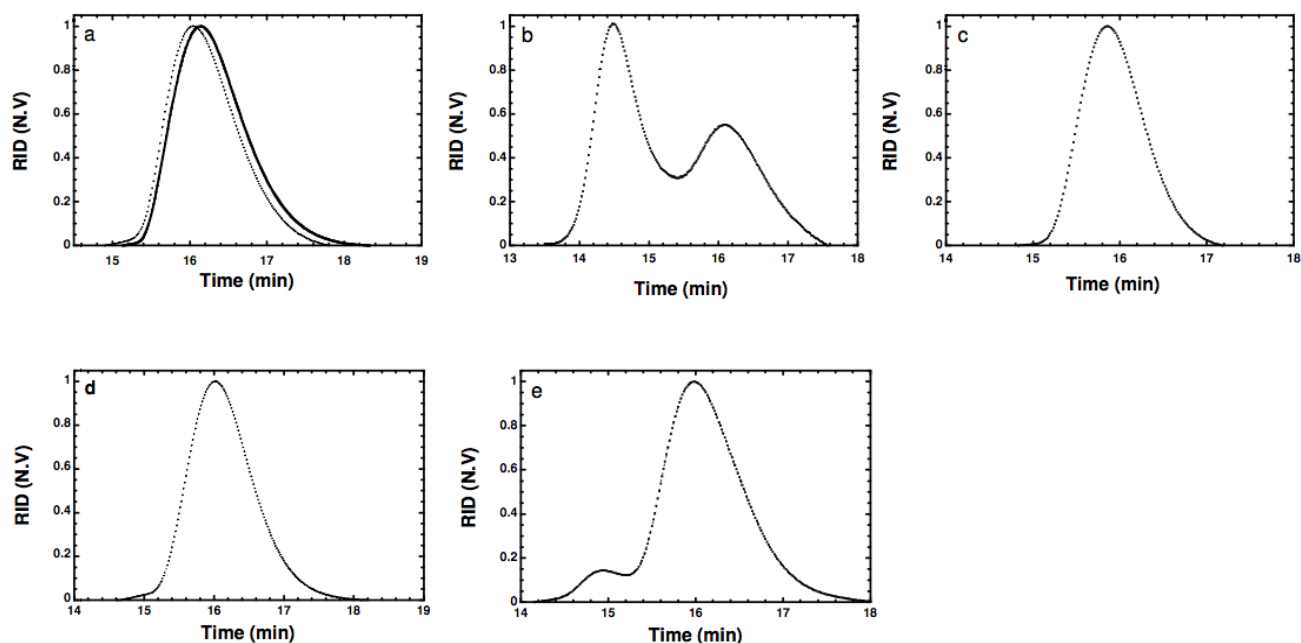 a
RID (N.V)
1
0.8
0.6
0.4
0.2
0
15 16 17 18 19
Time (min)
b
RID (N.V)
1
0.8
0.6
0.4
0.2
0
13 14 15 16 17 18
Time (min)
c
RID (N.V)
1
0.8
0.6
0.4
0.2
0
14 15 16 17 18
Time (min)
d
RID (N.V)
1
0.8
0.6
0.4
0.2
0
14 15 16 17 18 19
Time (min)
e
RID (N.V)
1
0.8
0.6
0.4
0.2
0
14 15 16 17 18
Time (min)